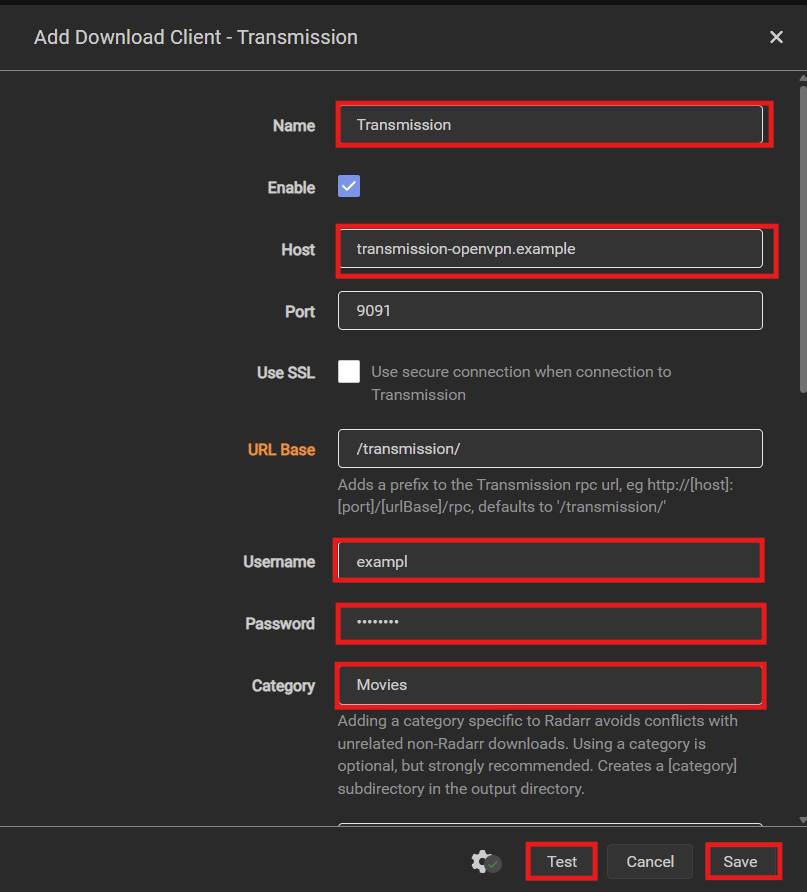 Add Download Client - Transmission
Name
Transmission
Enable
Host
transmission-openvpn.example
Port
9091
Use SSL
Use secure connection when connection to
Transmission
URL Base
/transmission/
Adds a prefix to the Transmission rpc url, eg http://[host]:
[port]/[urlBase]/rpc, defaults to '/transmission/'
Username
exampl
Password
••••••••
Category
Movies
Adding a category specific to Radarr avoids conflicts with
unrelated non-Radarr downloads. Using a category is
optional, but strongly recommended. Creates a [category]
subdirectory in the output directory.
Test
Cancel
Save